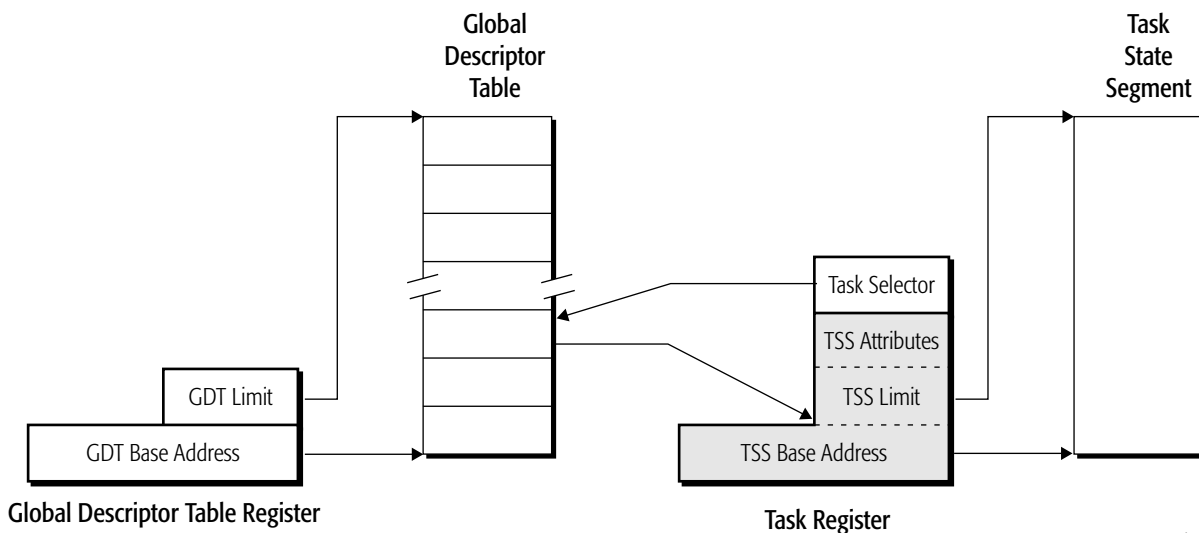 Global
Descriptor
Table
Task
State
Segment
Task Selector
TSS Attributes
GDT Limit
TSS Limit
GDT Base Address
TSS Base Address
Global Descriptor Table Register
Task Register